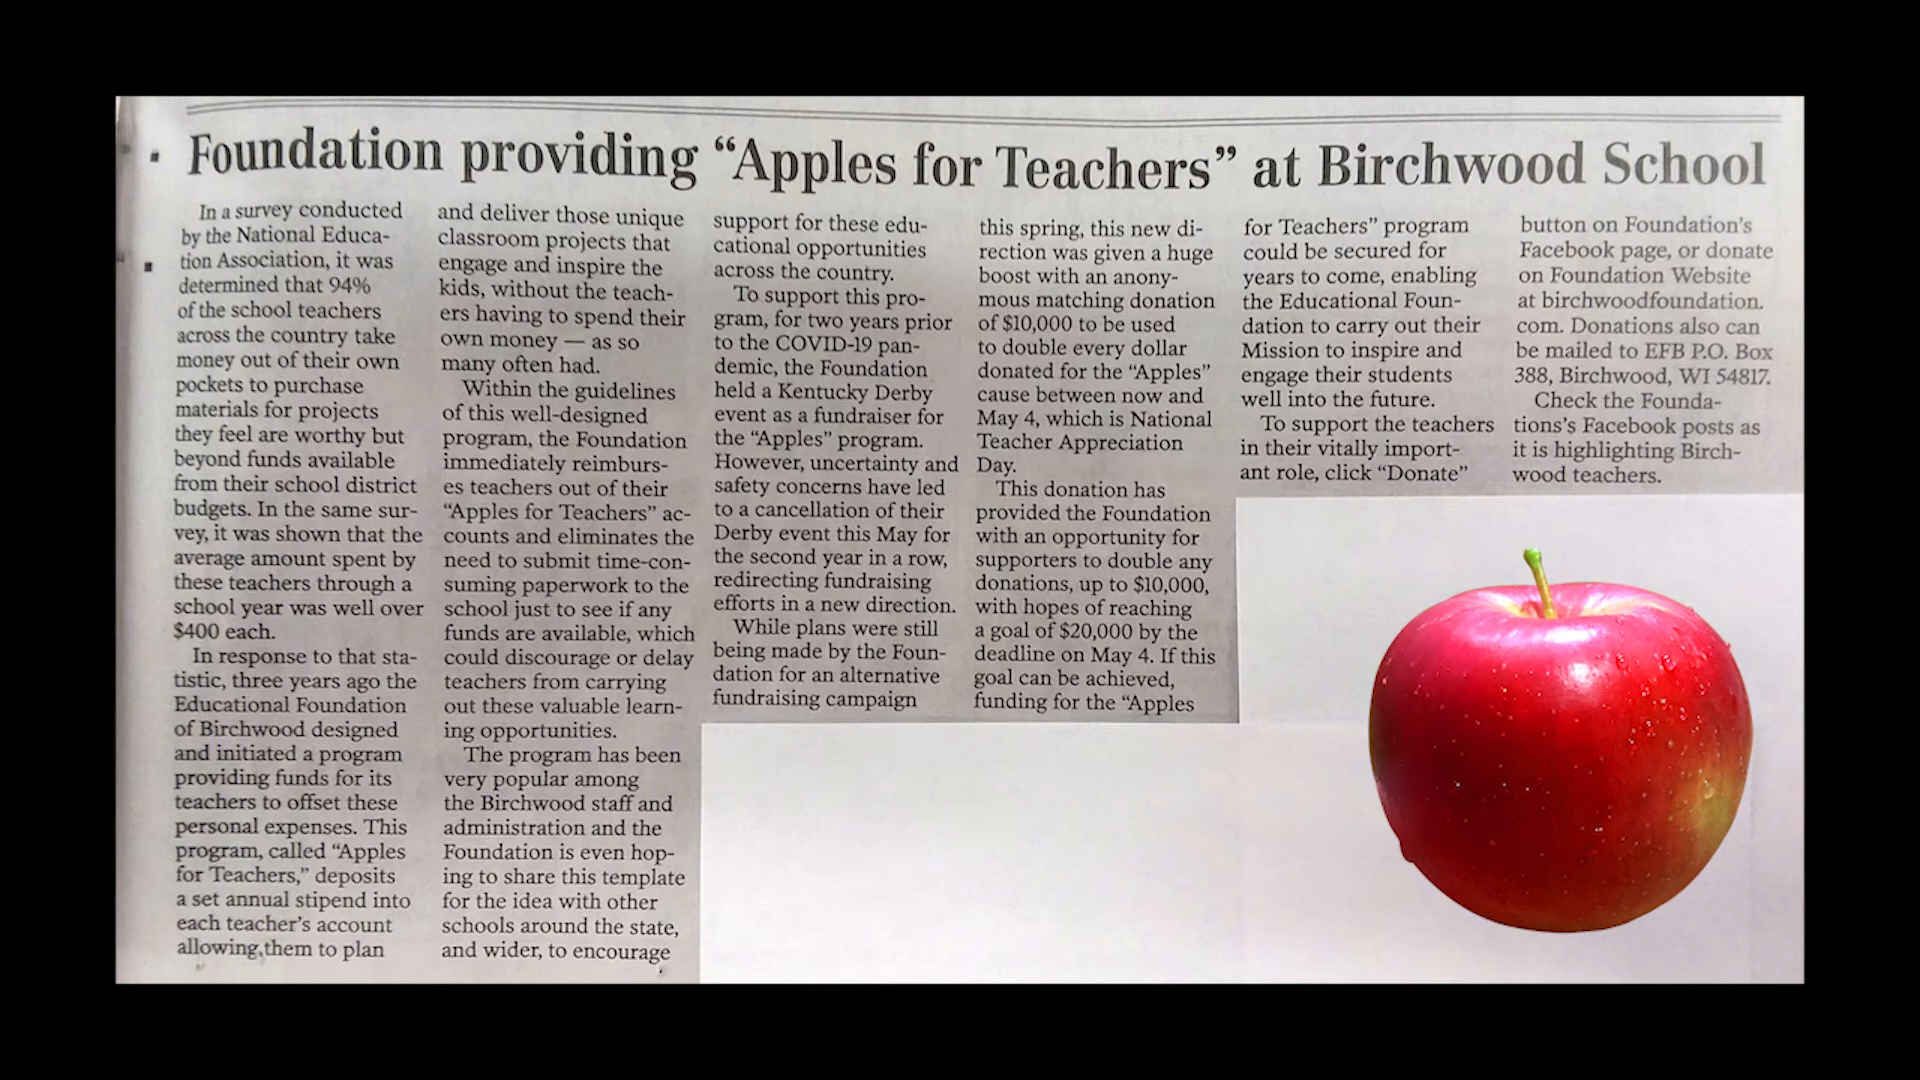 Foundation providing “Apples for Teachers” at Birchwood School
In a survey conducted
by the National Educa-
tion Association, it was
determined that 94%
of the school teachers
across the country take
money out of their own
pockets to purchase
materials for projects
they feel are worthy but
beyond funds available
from their school district
budgets. In the same sur-
vey, it was shown that the
average amount spent by
these teachers through a
school year was well over
$400 each.
In response to that sta-
tistic, three years ago the
Educational Foundation
of Birchwood designed
and initiated a program
providing funds for its
teachers to offset these
personal expenses. This
program, called “Apples
for Teachers,” deposits
a set annual stipend into
each teacher’s account
allowing them to plan
and deliver those unique
classroom projects that
engage and inspire the
kids, without the teach-
ers having to spend their
own money — as so
many often had.
Within the guidelines
of this well-designed
program, the Foundation
immediately reimburs-
es teachers out of their
“Apples for Teachers” ac-
counts and eliminates the
need to submit time-con-
suming paperwork to the
school just to see if any
funds are available, which
could discourage or delay
teachers from carrying
out these valuable learn-
ing opportunities.
The program has been
very popular among
the Birchwood staff and
administration and the
Foundation is even hop-
ing to share this template
for the idea with other
schools around the state,
and wider, to encourage
support for these edu-
cational opportunities
across the country.
To support this pro-
gram, for two years prior
to the COVID-19 pan-
demic, the Foundation
held a Kentucky Derby
event as a fundraiser for
the “Apples” program.
However, uncertainty and
safety concerns have led
to a cancellation of their
Derby event this May for
the second year in a row,
redirecting fundraising
efforts in a new direction.
While plans were still
being made by the Foun-
dation for an alternative
fundraising campaign
this spring, this new di-
rection was given a huge
boost with an anony-
mous matching donation
of $10,000 to be used
to double every dollar
donated for the “Apples”
cause between now and
May 4, which is National
Teacher Appreciation
Day.
This donation has
provided the Foundation
with an opportunity for
supporters to double any
donations, up to $10,000,
with hopes of reaching
a goal of $20,000 by the
deadline on May 4. If this
goal can be achieved,
funding for the “Apples
for Teachers” program
could be secured for
years to come, enabling
the Educational Foun-
dation to carry out their
Mission to inspire and
engage their students
well into the future.
To support the teachers
in their vitally import-
ant role, click “Donate”
button on Foundation’s
Facebook page, or donate
on Foundation Website
at birchwoodfoundation.
com. Donations also can
be mailed to EFB P.O. Box
388, Birchwood, WI 54817.
Check the Founda-
tions’s Facebook posts as
it is highlighting Birch-
wood teachers.